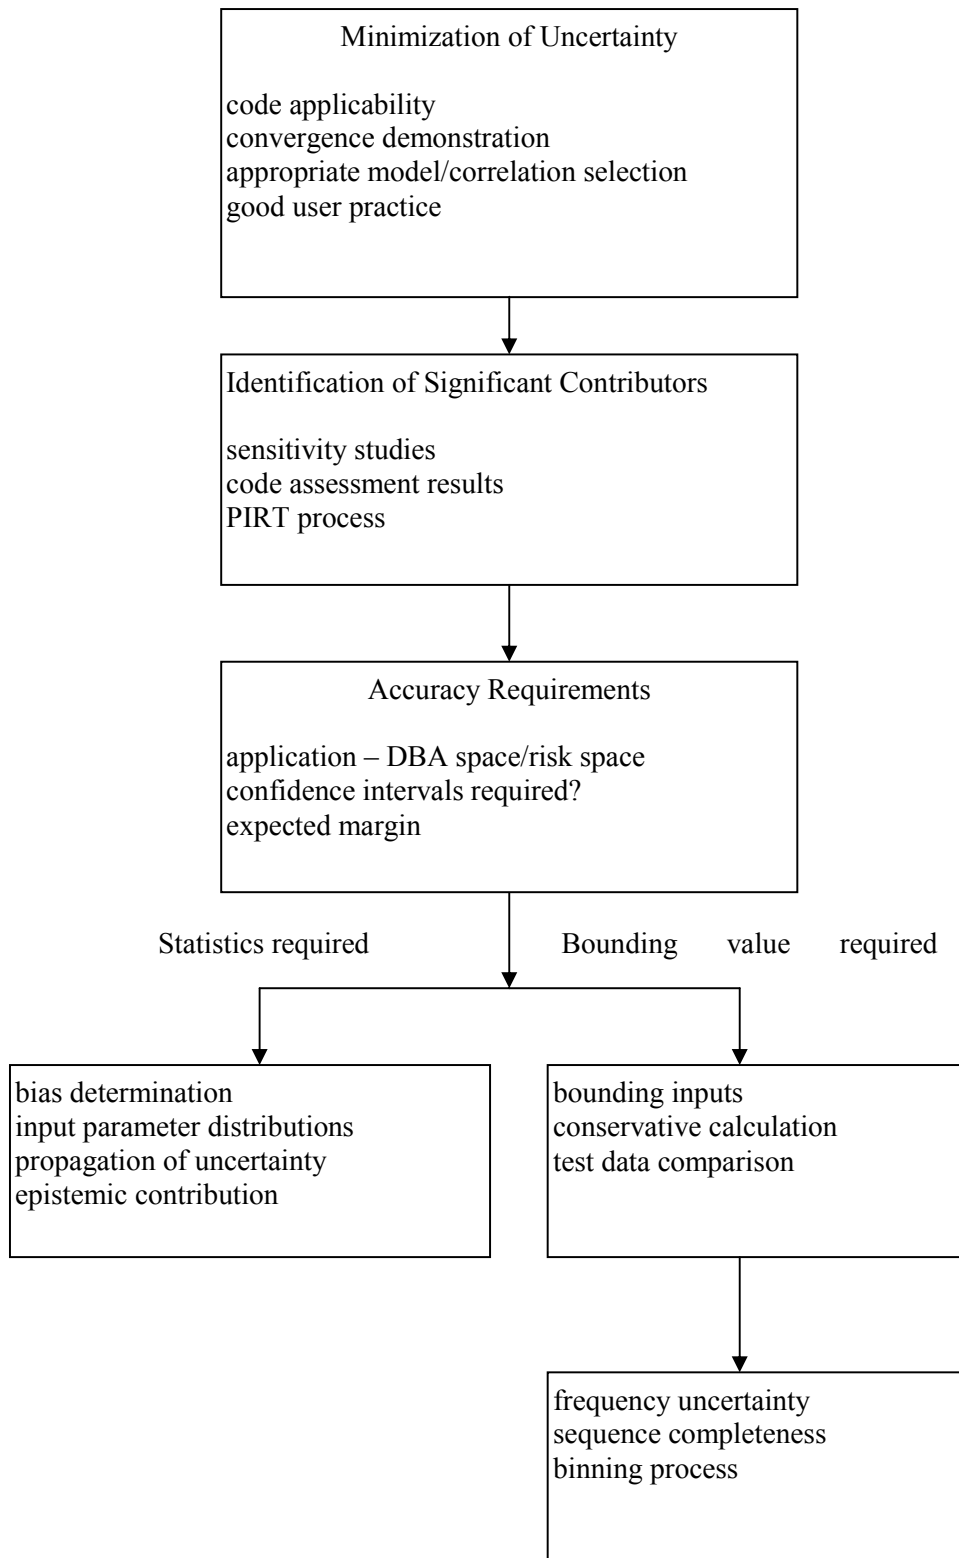 Minimization of Uncertainty
code applicability
convergence demonstration
appropriate model/correlation selection
good user practice
Identification of Significant Contributors
sensitivity studies
code assessment results
PIRT process
Accuracy Requirements
application – DBA space/risk space
confidence intervals required?
expected margin
Statistics required
Bounding value required
bias determination
input parameter distributions
propagation of uncertainty
epistemic contribution
bounding inputs
conservative calculation
test data comparison
frequency uncertainty
sequence completeness
binning process